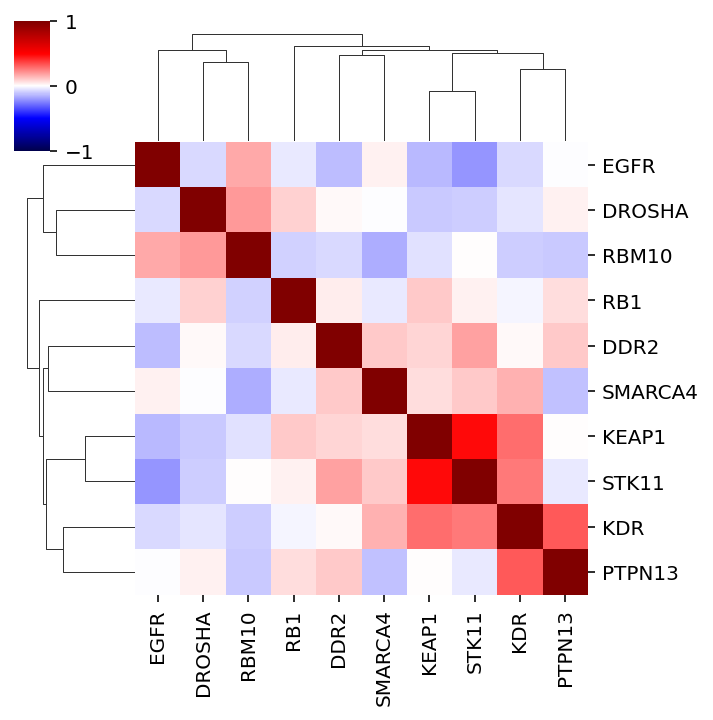 1
0
−1
EGFR
DROSHA
RBM10
RB1
DDR2
SMARCA4
KEAP1
STK11
KDR
PTPN13
EGFR
DROSHA
RBM10
RB1
DDR2
SMARCA4
KEAP1
STK11
KDR
PTPN13